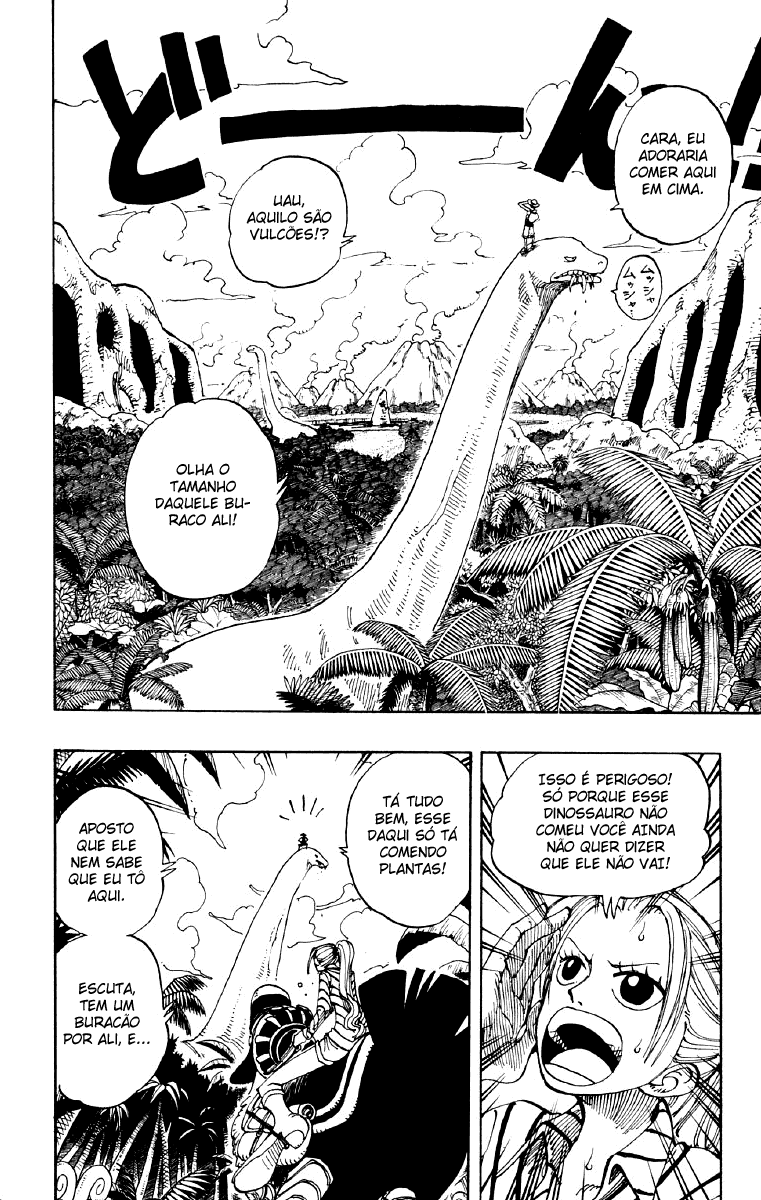 どーん!!
CARA, EU
ADORARIA
COMER AQUI
EM CIMA.
UAU,
AQUILO SÃO
VULCÕES!?
ムシャ
ムシャ
OLHA O
TAMANHO
DAQUELE BU-
RACO ALI!
ISSO É PERIGOSO!
SÓ PORQUE ESSE
DINOSSAURO NÃO
COMEU VOCÊ AINDA
NÃO QUER DIZER
QUE ELE NÃO VAI!
TÁ TUDO
BEM, ESSE
DAQUI SÓ TÁ
COMENDO
PLANTAS!
APOSTO
QUE ELE
NEM SABE
QUE EU TÔ
AQUI.
ESCUTA,
TEM UM
BURACÃO
POR ALI, E...